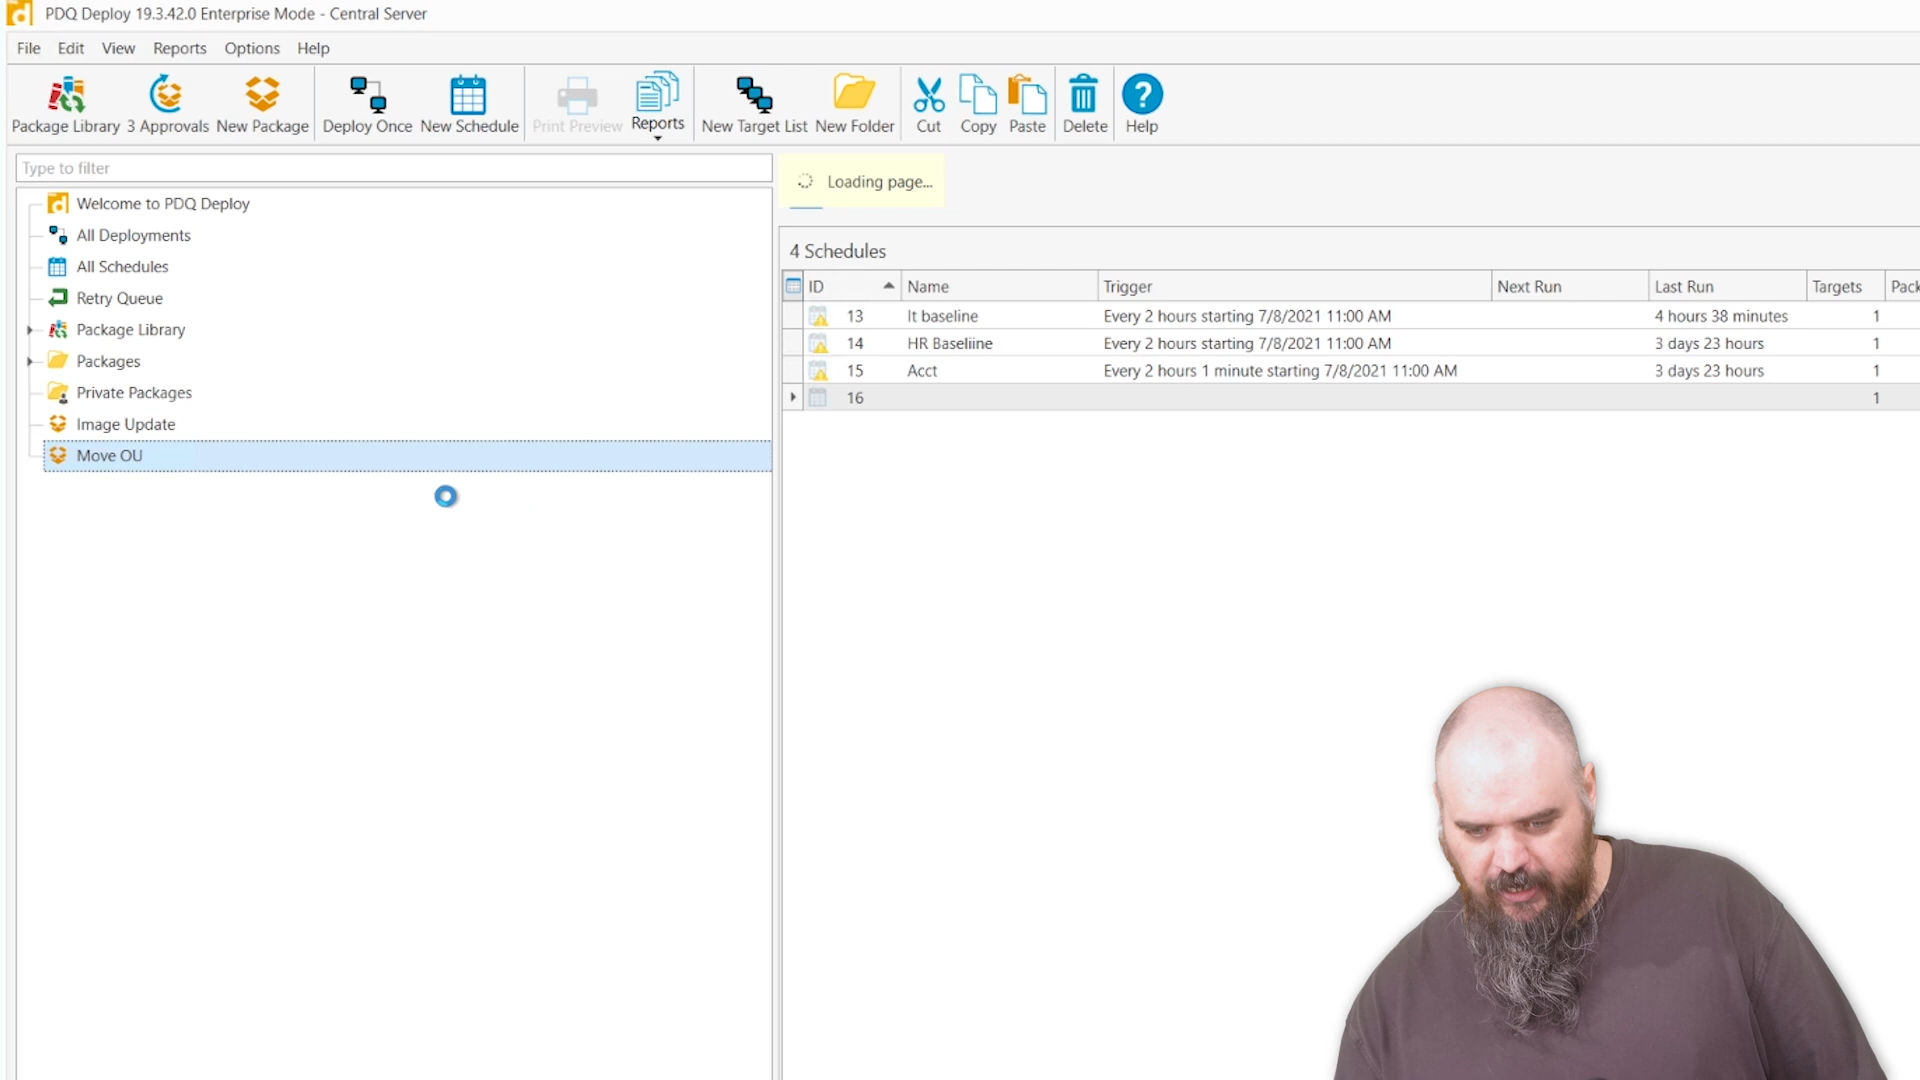 PDQ Deploy 19.3.42.0 Enterprise Mode - Central Server
File Edit View Reports Options Help
Package Library 3 Approvals New Package Deploy Once New Schedule Print Preview Reports New Target List New Folder Cut Copy Paste Delete Help
Type to filter
Welcome to PDQ Deploy
All Deployments
All Schedules
Retry Queue
Package Library
Packages
Private Packages
Image Update
Move OU
Loading page...
4 Schedules
ID Name Trigger Next Run Last Run Targets Pack
13 It baseline Every 2 hours starting 7/8/2021 11:00 AM 4 hours 38 minutes 1
14 HR Baseliine Every 2 hours starting 7/8/2021 11:00 AM 3 days 23 hours 1
15 Acct Every 2 hours 1 minute starting 7/8/2021 11:00 AM 3 days 23 hours 1
16 1